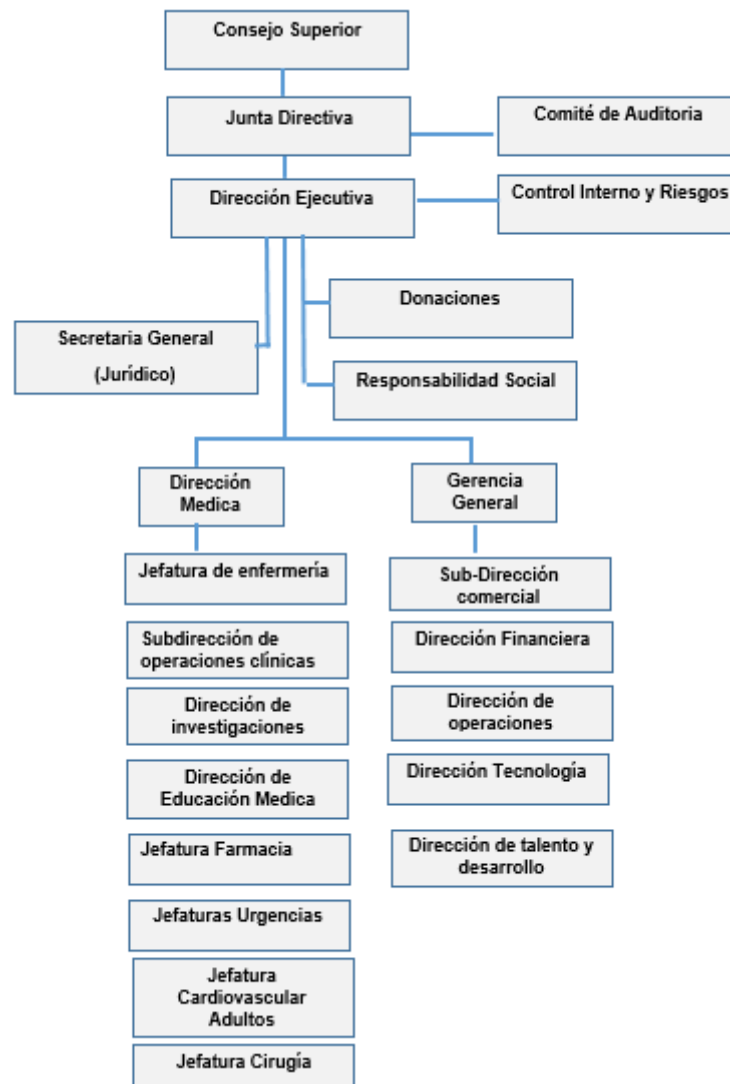 Consejo Superior
Junta Directiva
Comité de Auditoria
Dirección Ejecutiva
Control Interno y Riesgos
Donaciones
Secretaria General
(Jurídico)
Responsabilidad Social
Dirección
Medica
Gerencia
General
Jefatura de enfermería
Sub-Dirección
comercial
Subdirección de
operaciones clínicas
Dirección Financiera
Dirección de
investigaciones
Dirección de
operaciones
Dirección de
Educación Medica
Dirección Tecnología
Jefatura Farmacia
Dirección de talento y
desarrollo
Jefaturas Urgencias
Jefatura
Cardiovascular
Adultos
Jefatura Cirugía